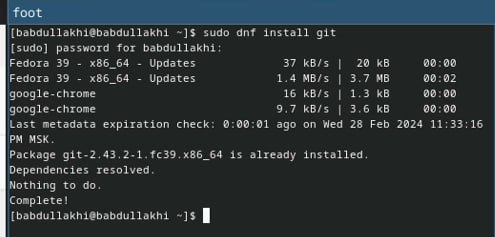 foot
[babdullakhi@babdullakhi ~]$ sudo dnf install git
[sudo] password for babdullakhi:
Fedora 39 - x86_64 - Updates 37 kB/s | 20 kB 00:00
Fedora 39 - x86_64 - Updates 1.4 MB/s | 3.7 MB 00:02
google-chrome 16 kB/s | 1.3 kB 00:00
google-chrome 9.7 kB/s | 3.6 kB 00:00
Last metadata expiration check: 0:00:01 ago on Wed 28 Feb 2024 11:33:16
PM MSK.
Package git-2.43.2-1.fc39.x86_64 is already installed.
Dependencies resolved.
Nothing to do.
Complete!
[babdullakhi@babdullakhi ~]$